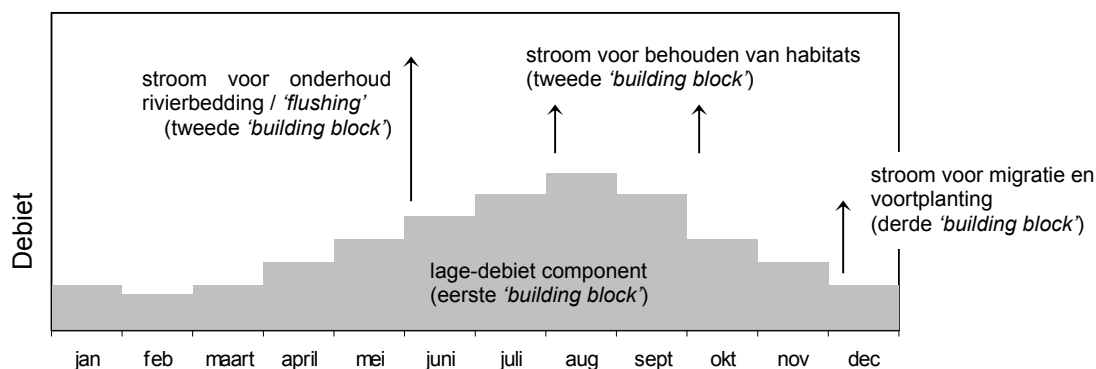 stroom voor behouden van habitats
(tweede ‘building block’)
stroom voor onderhoud
rivierbedding / ‘flushing’
(tweede ‘building block’)
stroom voor migratie en
voortplanting
(derde ‘building block’)
Debiet
lage-debiet component
(eerste ‘building block’)
jan feb maart april mei juni juli aug sept okt nov dec